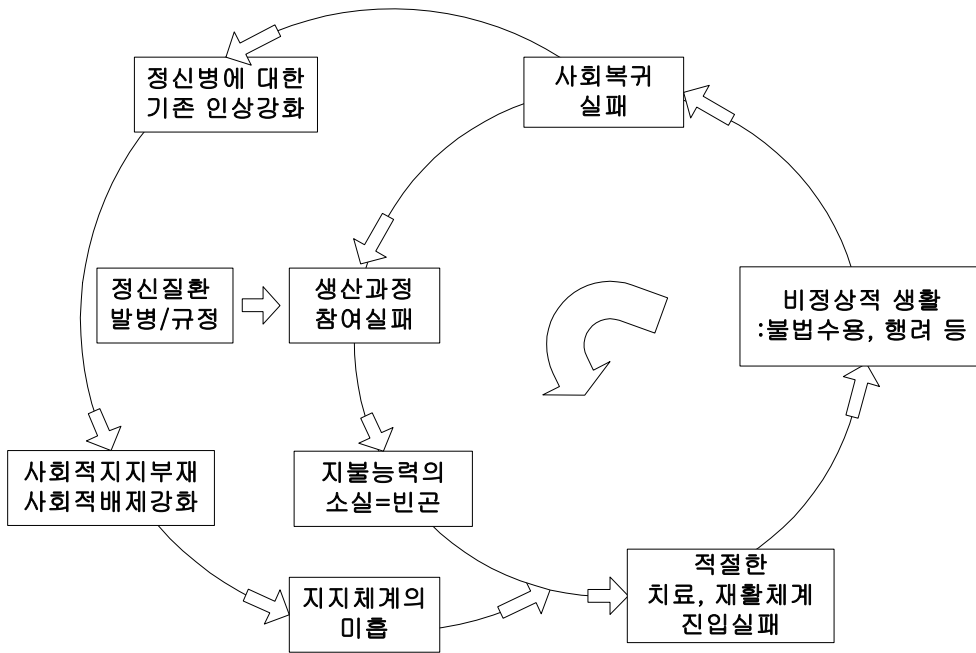 정신병에 대한
기존 인상강화
사회복귀
실패
정신질환
발병/규정
생산과정
참여실패
비정상적 생활
:불법수용, 행려 등
사회적지지부재
사회적배제강화
지불능력의
소실=빈곤
적절한
치료, 재활체계
진입실패
지지체계의
미흡